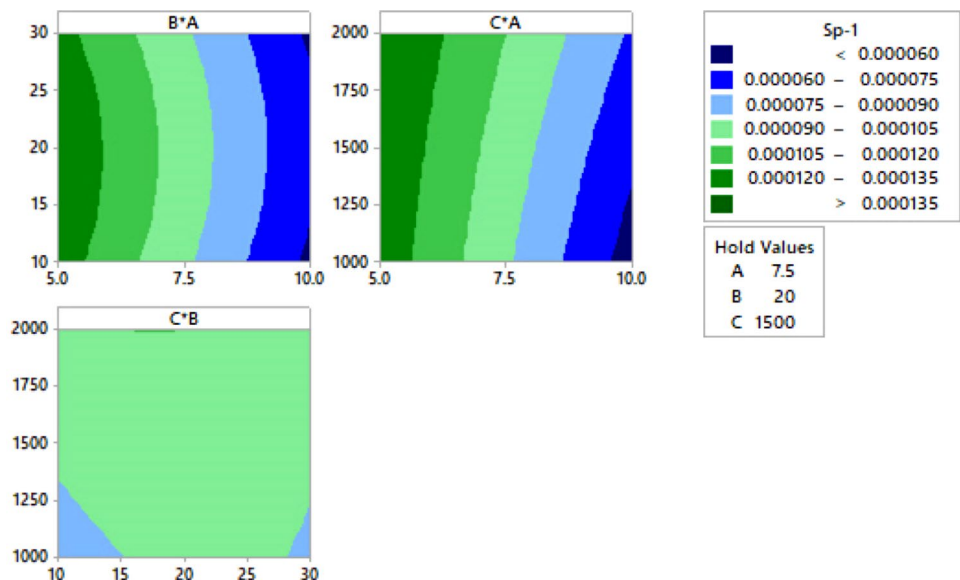 B*A
30
25
20
15
10
5.0 7.5 10.0
C*A
2000
1750
1500
1250
1000
5.0 7.5 10.0
Sp-1
< 0.000060
0.000060 – 0.000075
0.000075 – 0.000090
0.000090 – 0.000105
0.000105 – 0.000120
0.000120 – 0.000135
> 0.000135
Hold Values
A 7.5
B 20
C 1500
C*B
2000
1750
1500
1250
1000
10 15 20 25 30